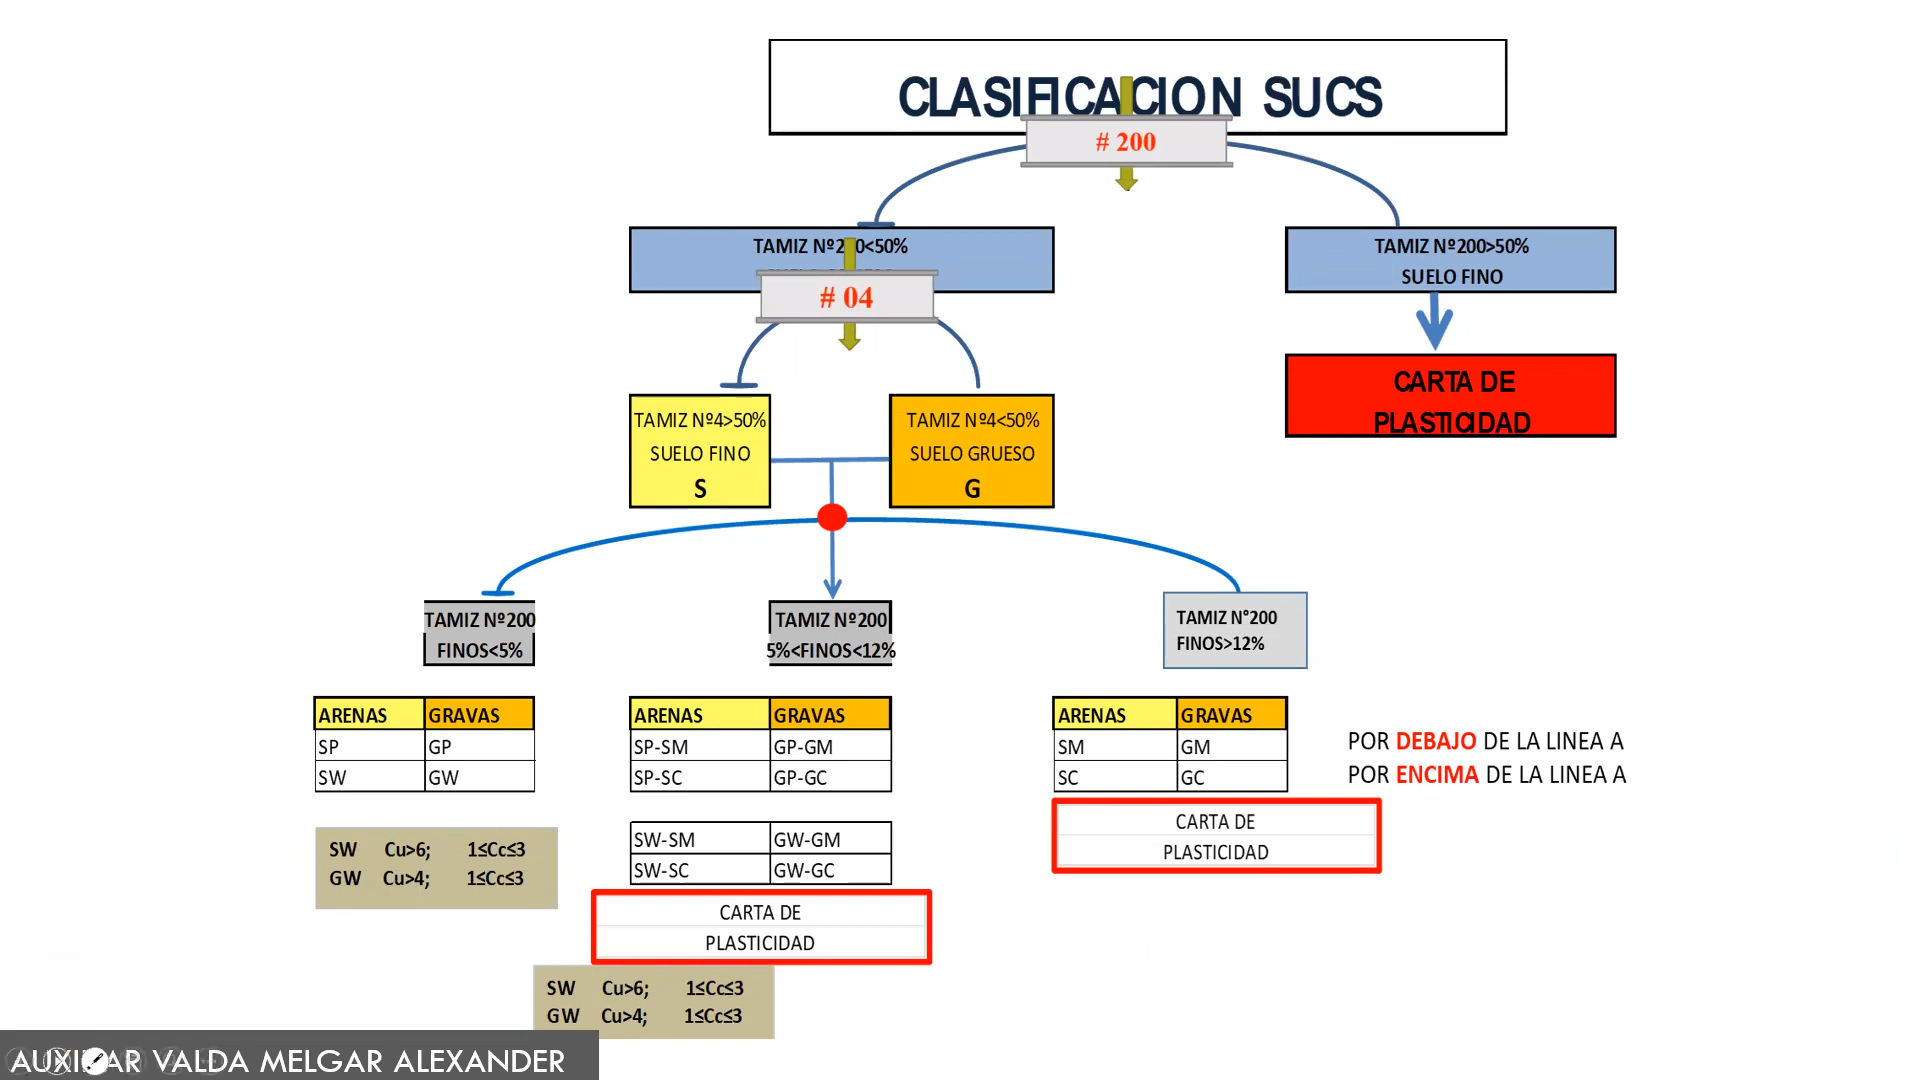 CLASIFICACION SUCS
# 200
TAMIZ Nº200<50%
# 04
TAMIZ Nº200>50%
SUELO FINO
CARTA DE
PLASTICIDAD
TAMIZ Nº4>50%
SUELO FINO
S
TAMIZ Nº4<50%
SUELO GRUESO
G
TAMIZ Nº200
FINOS<5%
TAMIZ Nº200
5%<FINOS<12%
TAMIZ N°200
FINOS>12%
ARENAS GRAVAS
SP GP
SW GW
SW Cu>6; 1≤Cc≤3
GW Cu>4; 1≤Cc≤3
ARENAS GRAVAS
SP-SM GP-GM
SP-SC GP-GC
SW-SM GW-GM
SW-SC GW-GC
CARTA DE
PLASTICIDAD
SW Cu>6; 1≤Cc≤3
GW Cu>4; 1≤Cc≤3
ARENAS GRAVAS
SM GM
SC GC
POR DEBAJO DE LA LINEA A
POR ENCIMA DE LA LINEA A
CARTA DE
PLASTICIDAD
AUXILIAR VALDA MELGAR ALEXANDER